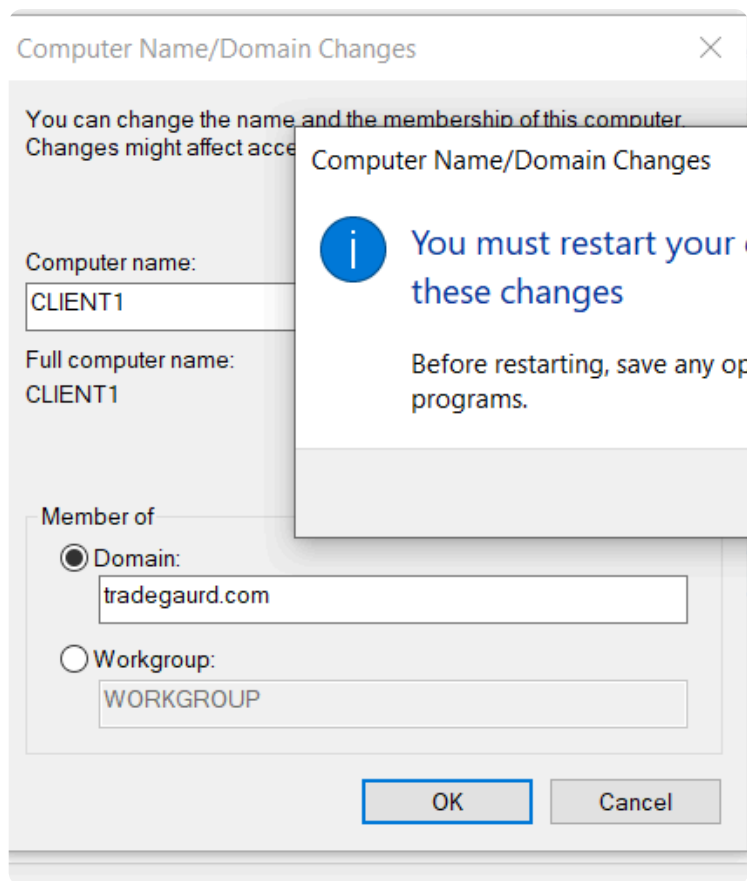 Computer Name/Domain Changes
You can change the name and the membership of this computer.
Changes might affect acce
Computer Name/Domain Changes
You must restart your
these changes
Before restarting, save any op
programs.
Computer name:
CLIENT1
Full computer name:
CLIENT1
Member of
Domain:
tradegaurd.com
Workgroup:
WORKGROUP
OK
Cancel